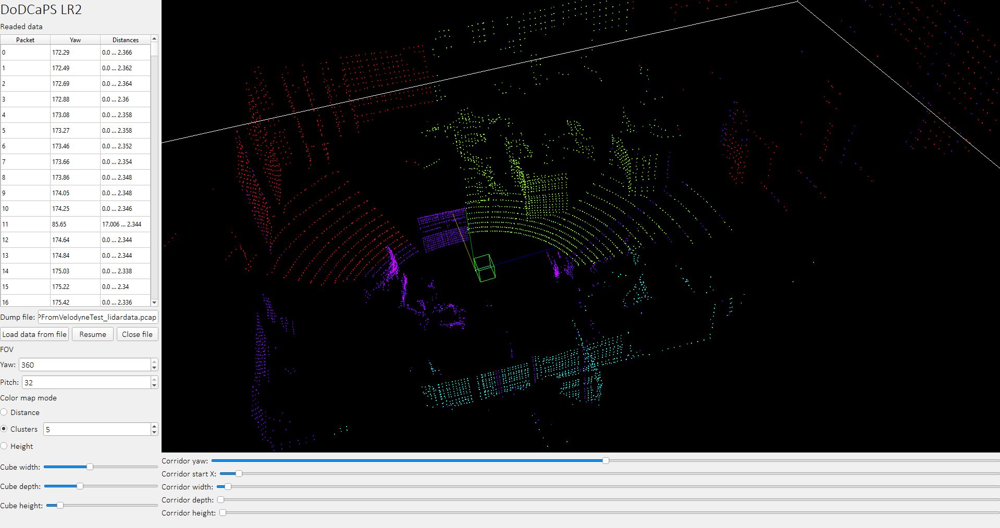 DoDCaPS LR2
Readed data
Packet Yaw Distances
0 172.29 0.0 ... 2.366
1 172.49 0.0 ... 2.362
2 172.69 0.0 ... 2.364
3 172.88 0.0 ... 2.36
4 173.08 0.0 ... 2.358
5 173.27 0.0 ... 2.358
6 173.46 0.0 ... 2.352
7 173.66 0.0 ... 2.354
8 173.86 0.0 ... 2.348
9 174.05 0.0 ... 2.348
10 174.25 0.0 ... 2.346
11 85.65 17.006 ... 2.344
12 174.64 0.0 ... 2.344
13 174.84 0.0 ... 2.344
14 175.03 0.0 ... 2.338
15 175.22 0.0 ... 2.34
16 175.42 0.0 ... 2.336
Dump file: PFromVelodyneTest_lidardata.pcap
Load data from file Resume Close file
FOV
Yaw: 360
Pitch: 32
Color map mode
Distance
Clusters 5
Height
Cube width:
Cube depth:
Cube height:
Corridor yaw:
Corridor start X:
Corridor width:
Corridor depth:
Corridor height: